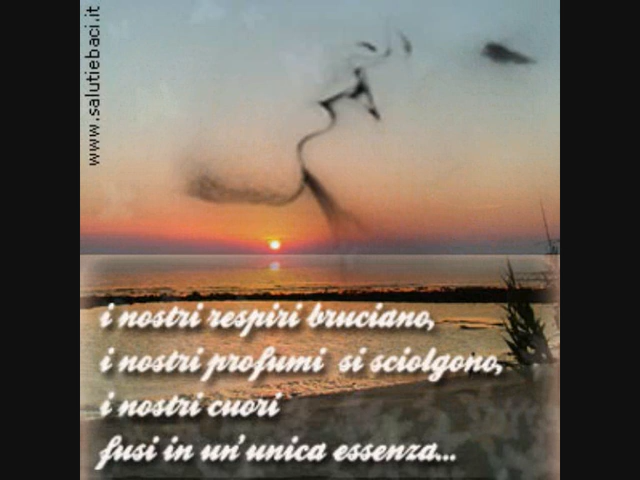 www.salutiebaci.it
i nostri respiri bruciano,
i nostri profumi si sciolgono,
i nostri cuori
fusi in un'unica essenza...